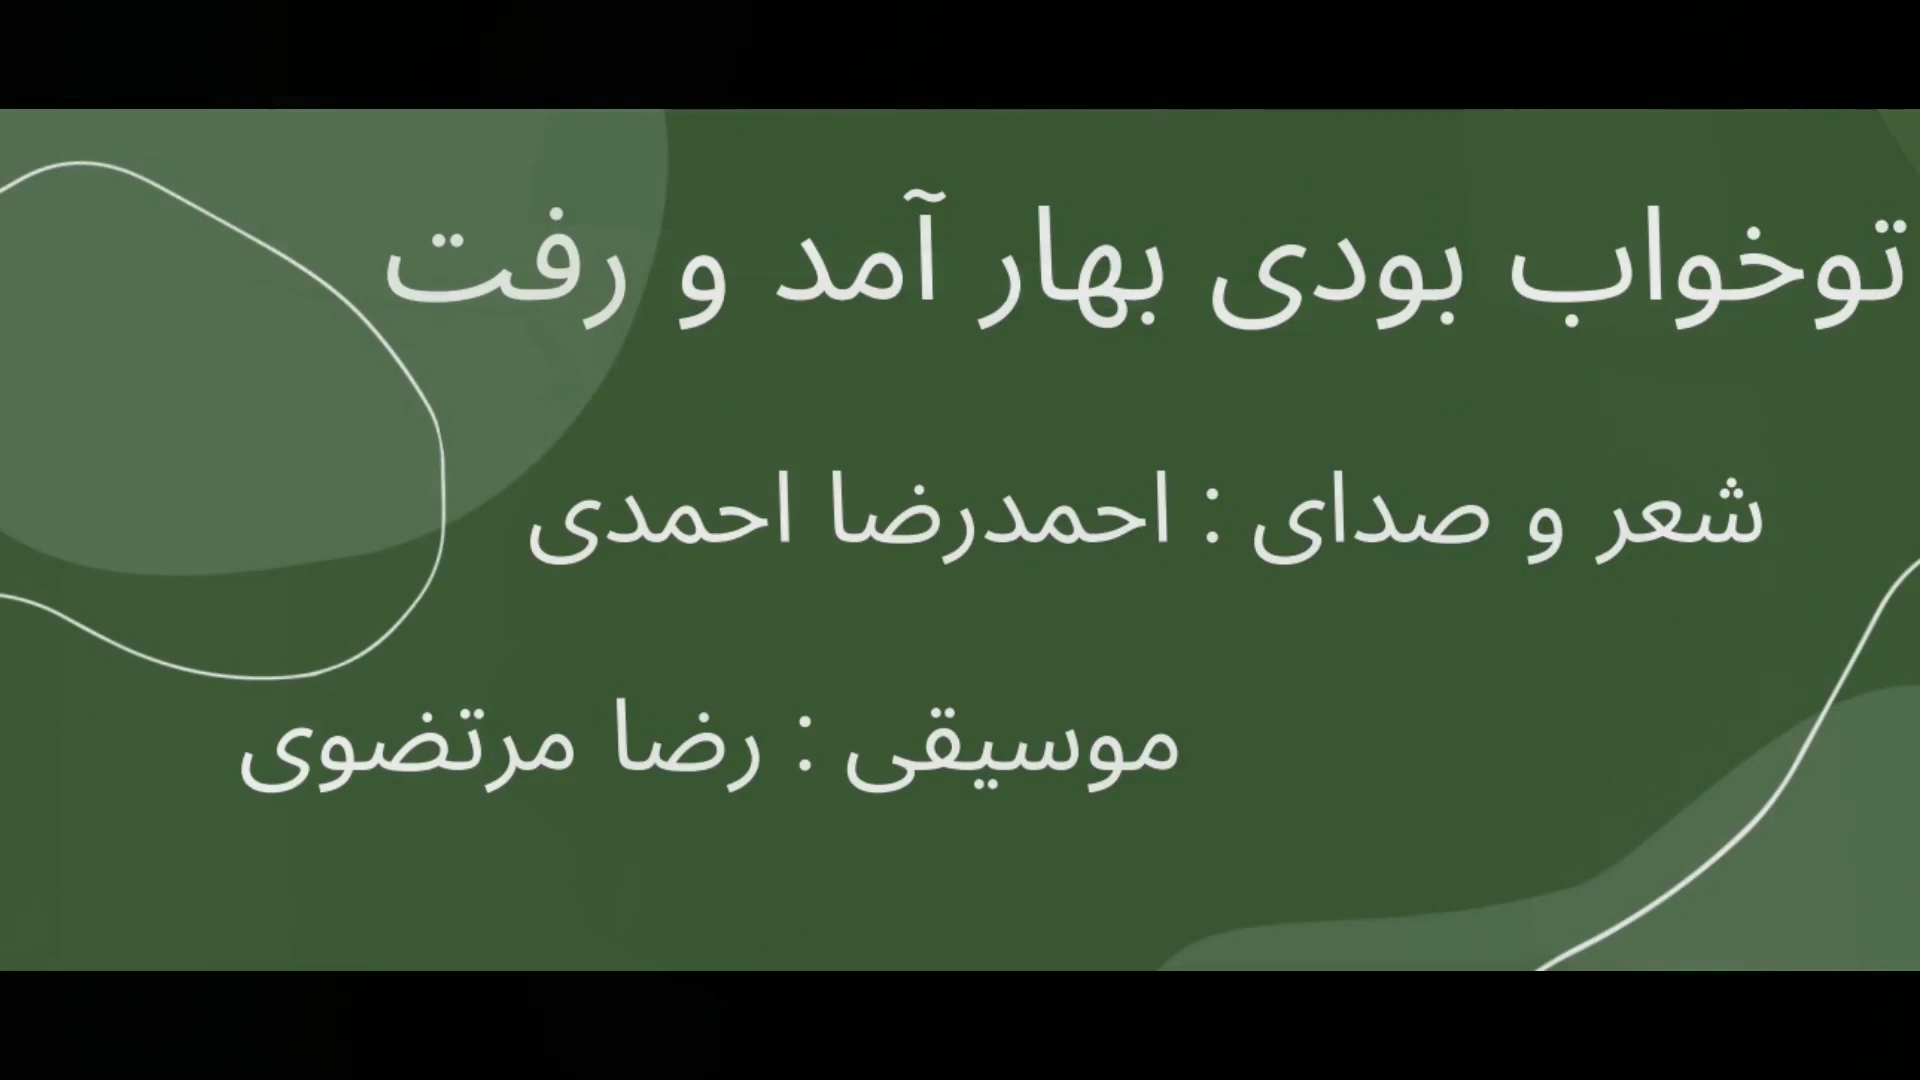 توخواب بودی بهار آمد و رفت
شعر و صدای : احمدرضا احمدی
موسیقی : رضا مرتضوی